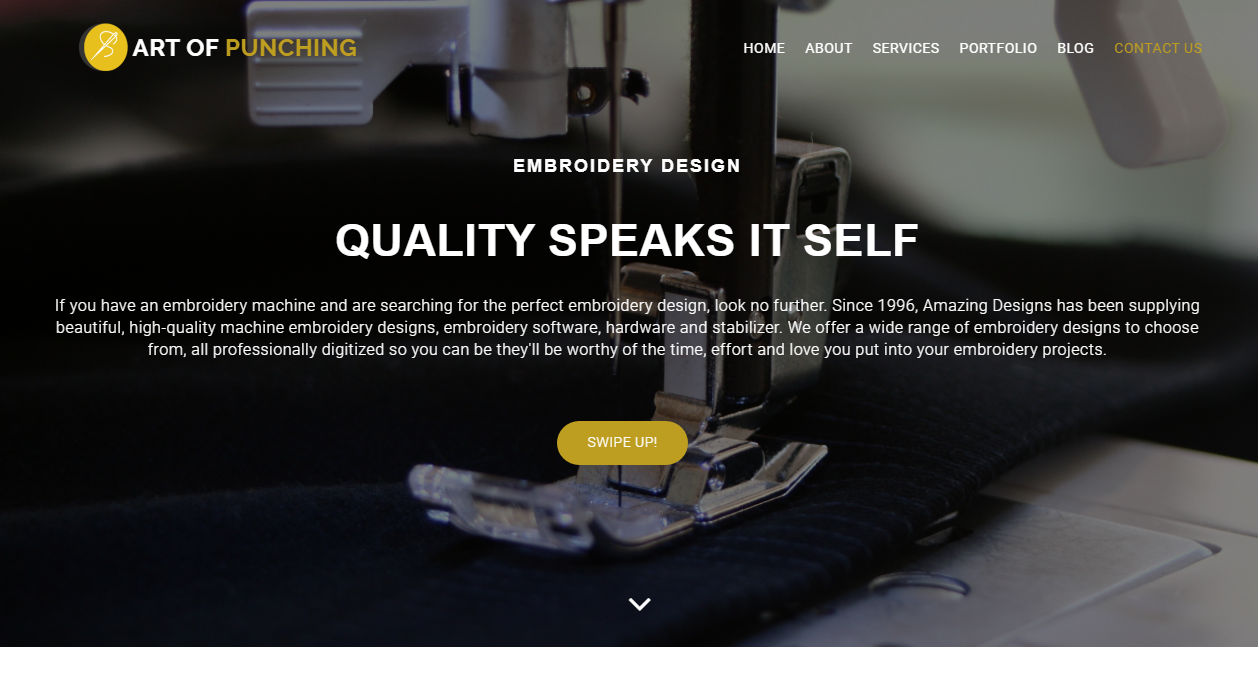 ART OF PUNCHING
HOME ABOUT SERVICES PORTFOLIO BLOG CONTACT US
EMBROIDERY DESIGN
QUALITY SPEAKS IT SELF
If you have an embroidery machine and are searching for the perfect embroidery design, look no further. Since 1996, Amazing Designs has been supplying
beautiful, high-quality machine embroidery designs, embroidery software, hardware and stabilizer. We offer a wide range of embroidery designs to choose
from, all professionally digitized so you can be they'll be worthy of the time, effort and love you put into your embroidery projects.
SWIPE UP!